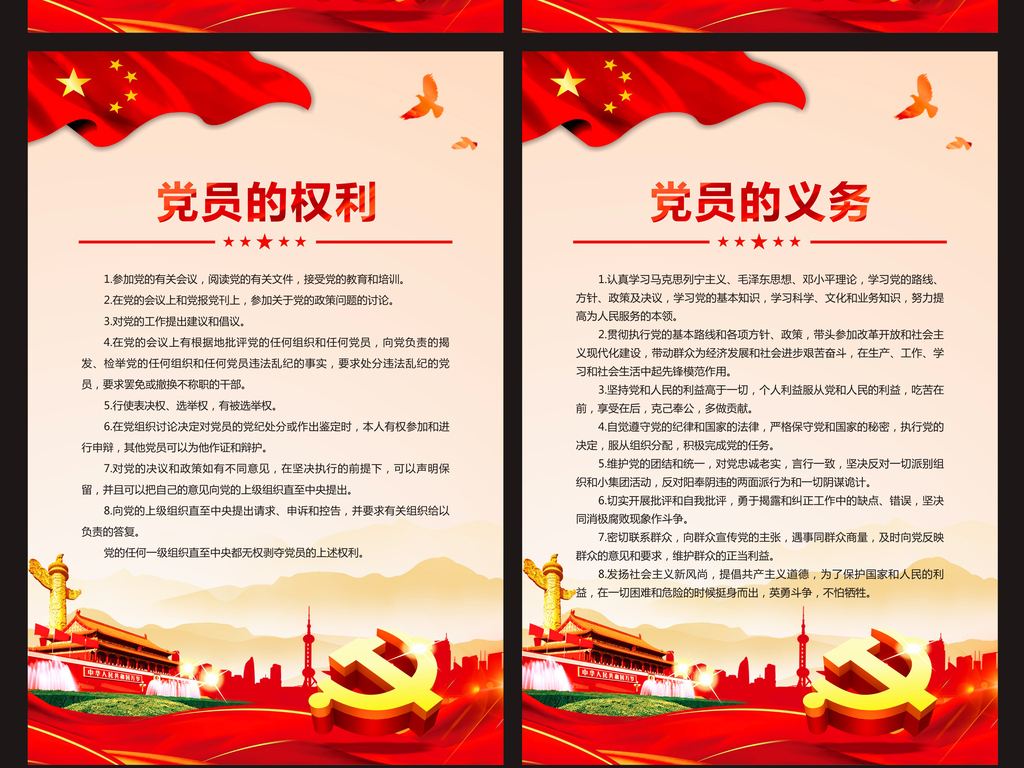 党员的权利
1.参加党的有关会议，阅读党的有关文件，接受党的教育和培训。
2.在党的会议上和党报党刊上，参加关于党的政策问题的讨论。
3.对党的工作提出建议和倡议。
4.在党的会议上有根据地批评党的任何组织和任何党员，向党负责的揭
发、检举党的任何组织和任何党员违法乱纪的事实，要求处分违法乱纪的党
员，要求罢免或撤换不称职的干部。
5.行使表决权、选举权，有被选举权。
6.在党组织讨论决定对党员的党纪处分或作出鉴定时，本人有权参加和进
行申辩，其他党员可以为他作证和辩护。
7.对党的决议和政策如有不同意见，在坚决执行的前提下，可以声明保
留，并且可以把自己的意见向党的上级组织直至中央提出。
8.向党的上级组织直至中央提出请求、申诉和控告，并要求有关组织给以
负责的答复。
党的任何一级组织直至中央都无权剥夺党员的上述权利。
中华人民共和国万岁
党员的义务
1.认真学习马克思列宁主义、毛泽东思想、邓小平理论，学习党的路线、
方针、政策及决议，学习党的基本知识，学习科学、文化和业务知识，努力提
高为人民服务的本领。
2.贯彻执行党的基本路线和各项方针、政策，带头参加改革开放和社会主
义现代化建设，带动群众为经济发展和社会进步艰苦奋斗，在生产、工作、学
习和社会生活中起先锋模范作用。
3.坚持党和人民的利益高于一切，个人利益服从党和人民的利益，吃苦在
前，享受在后，克己奉公，多做贡献。
4.自觉遵守党的纪律和国家的法律，严格保守党和国家的秘密，执行党的
决定，服从组织分配，积极完成党的任务。
5.维护党的团结和统一，对党忠诚老实，言行一致，坚决反对一切派别组
织和小集团活动，反对阳奉阴违的两面派行为和一切阴谋诡计。
6.切实开展批评和自我批评，勇于揭露和纠正工作中的缺点、错误，坚决
同消极腐败现象作斗争。
7.密切联系群众，向群众宣传党的主张，遇事同群众商量，及时向党反映
群众的意见和要求，维护群众的正当利益。
8.发扬社会主义新风尚，提倡共产主义道德，为了保护国家和人民的利
益，在一切困难和危险的时候挺身而出，英勇斗争，不怕牺牲。
中华人民共和国万岁